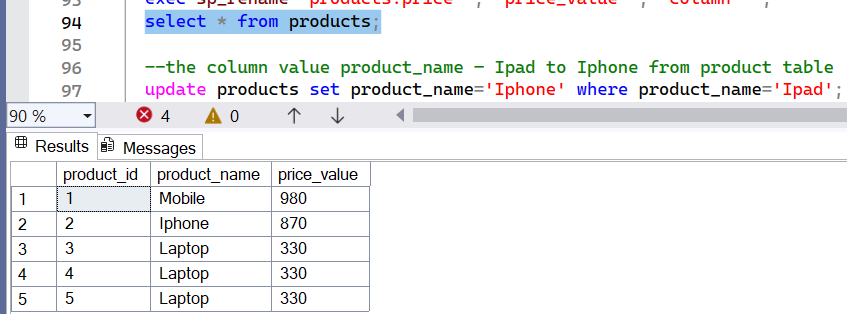 93 exec sp_rename 'products.price' , 'price_value' , 'column' ;
94 select * from products;
95
96 --the column value product_name - Ipad to Iphone from product table
97 update products set product_name='Iphone' where product_name='Ipad';
90 % 4 0
Results Messages
product_id product_name price_value
1 1 Mobile 980
2 2 Iphone 870
3 3 Laptop 330
4 4 Laptop 330
5 5 Laptop 330